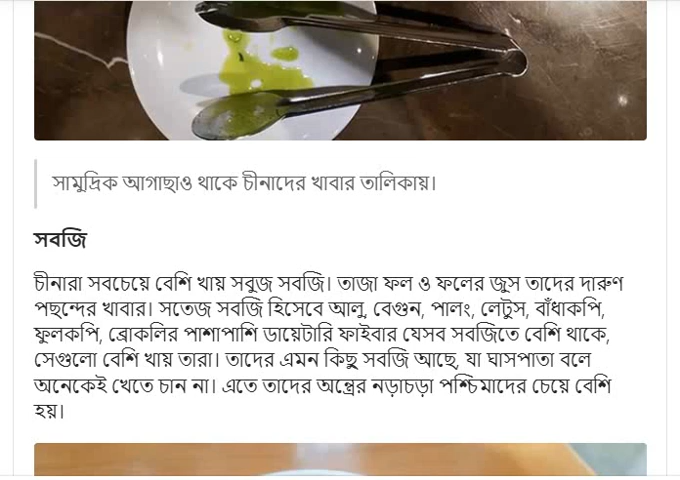 সামুদ্রিক আগাছাও থাকে চীনাদের খাবার তালিকায়।
সবজি
চীনারা সবচেয়ে বেশি খায় সবুজ সবজি। তাজা ফল ও ফলের জুস তাদের দারুণ
পছন্দের খাবার। সতেজ সবজি হিসেবে আলু, বেগুন, পালং, লেটুস, বাঁধাকপি,
ফুলকপি, ব্রোকলির পাশাপাশি ডায়েটারি ফাইবার যেসব সবজিতে বেশি থাকে,
সেগুলো বেশি খায় তারা। তাদের এমন কিছু সবজি আছে, যা ঘাসপাতা বলে
অনেকেই খেতে চান না। এতে তাদের অন্ত্রের নড়াচড়া পশ্চিমাদের চেয়ে বেশি
হয়।